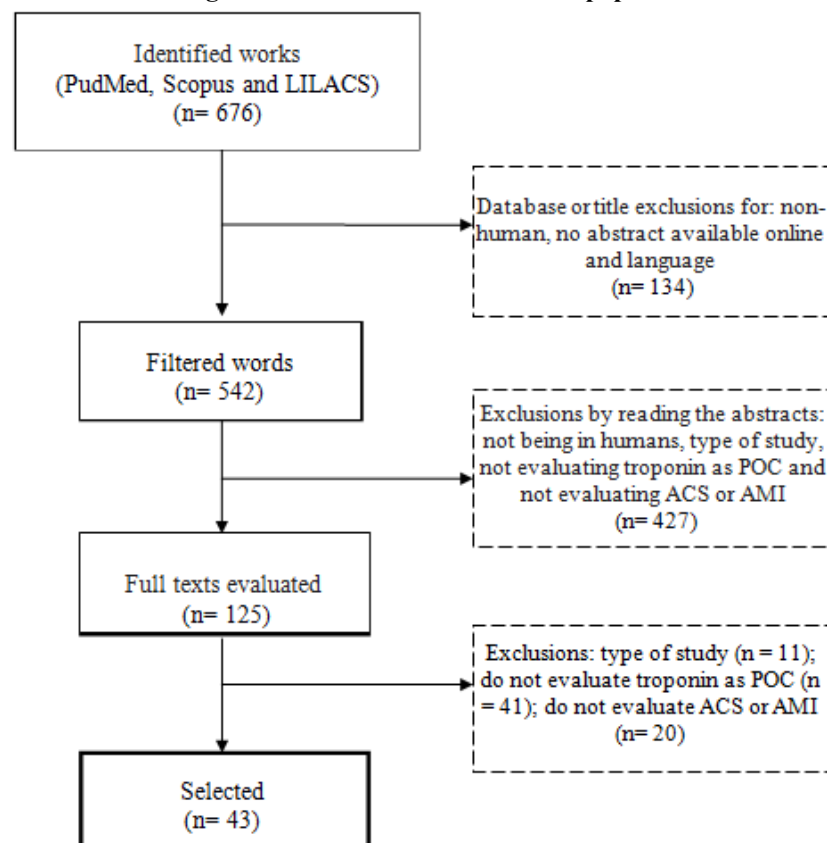 Identified works
(PudMed, Scopus and LILACS)
(n= 676)
Database or title exclusions for: non-
human, no abstract available online
and language
(n= 134)
Filtered words
(n= 542)
Exclusions by reading the abstracts:
not being in humans, type of study,
not evaluating troponin as POC and
not evaluating ACS or AMI
(n= 427)
Full texts evaluated
(n= 125)
Exclusions: type of study (n = 11);
do not evaluate troponin as POC (n
= 41); do not evaluate ACS or AMI
(n= 20)
Selected
(n= 43)